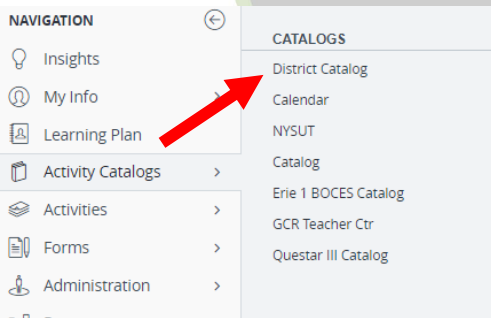 NAVIGATION
Insights
My Info
Learning Plan
Activity Catalogs
Activities
Forms
Administration
CATALOGS
District Catalog
Calendar
NYSUT
Catalog
Erie 1 BOCES Catalog
GCR Teacher Ctr
Questar III Catalog